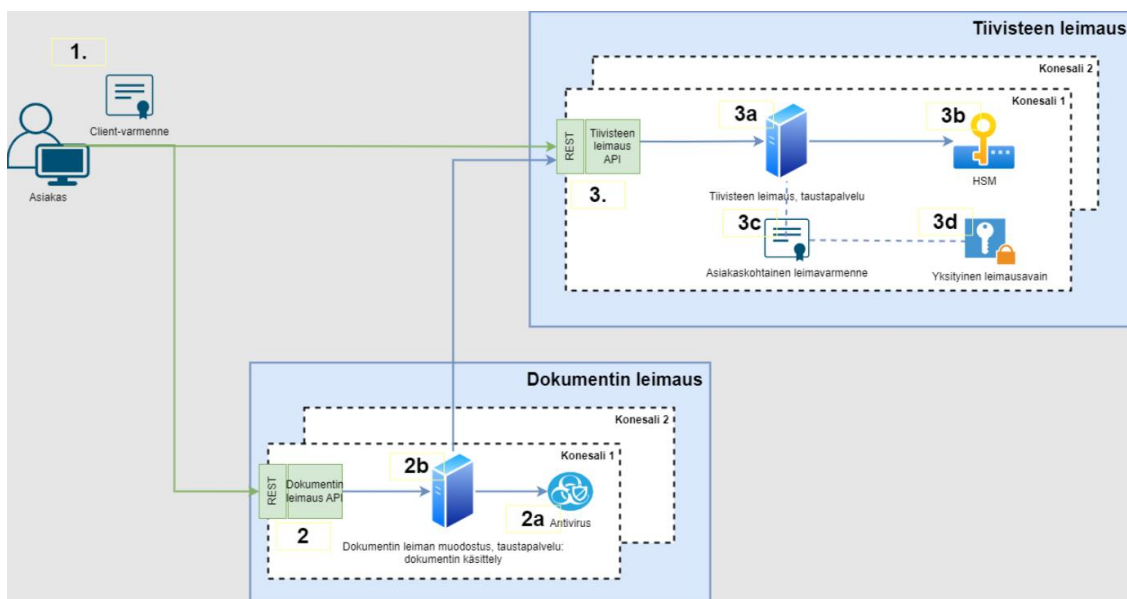 Tiivisteen leimaus
1.
Konesali 2
Konesali 1
Client-varmenne
Asiakas
REST
Tiivisteen
leimaus
API
3.
3a
3b
HSM
Tiivisteen leimaus, taustapalvelu
3c
3d
Asiakaskohtainen leimavarmenne
Yksityinen leimausavain
Dokumentin leimaus
Konesali 2
Konesali 1
REST
Dokumentin
leimaus API
2
2b
2a
Antivirus
Dokumentin leiman muodostus, taustapalvelu:
dokumentin käsittely